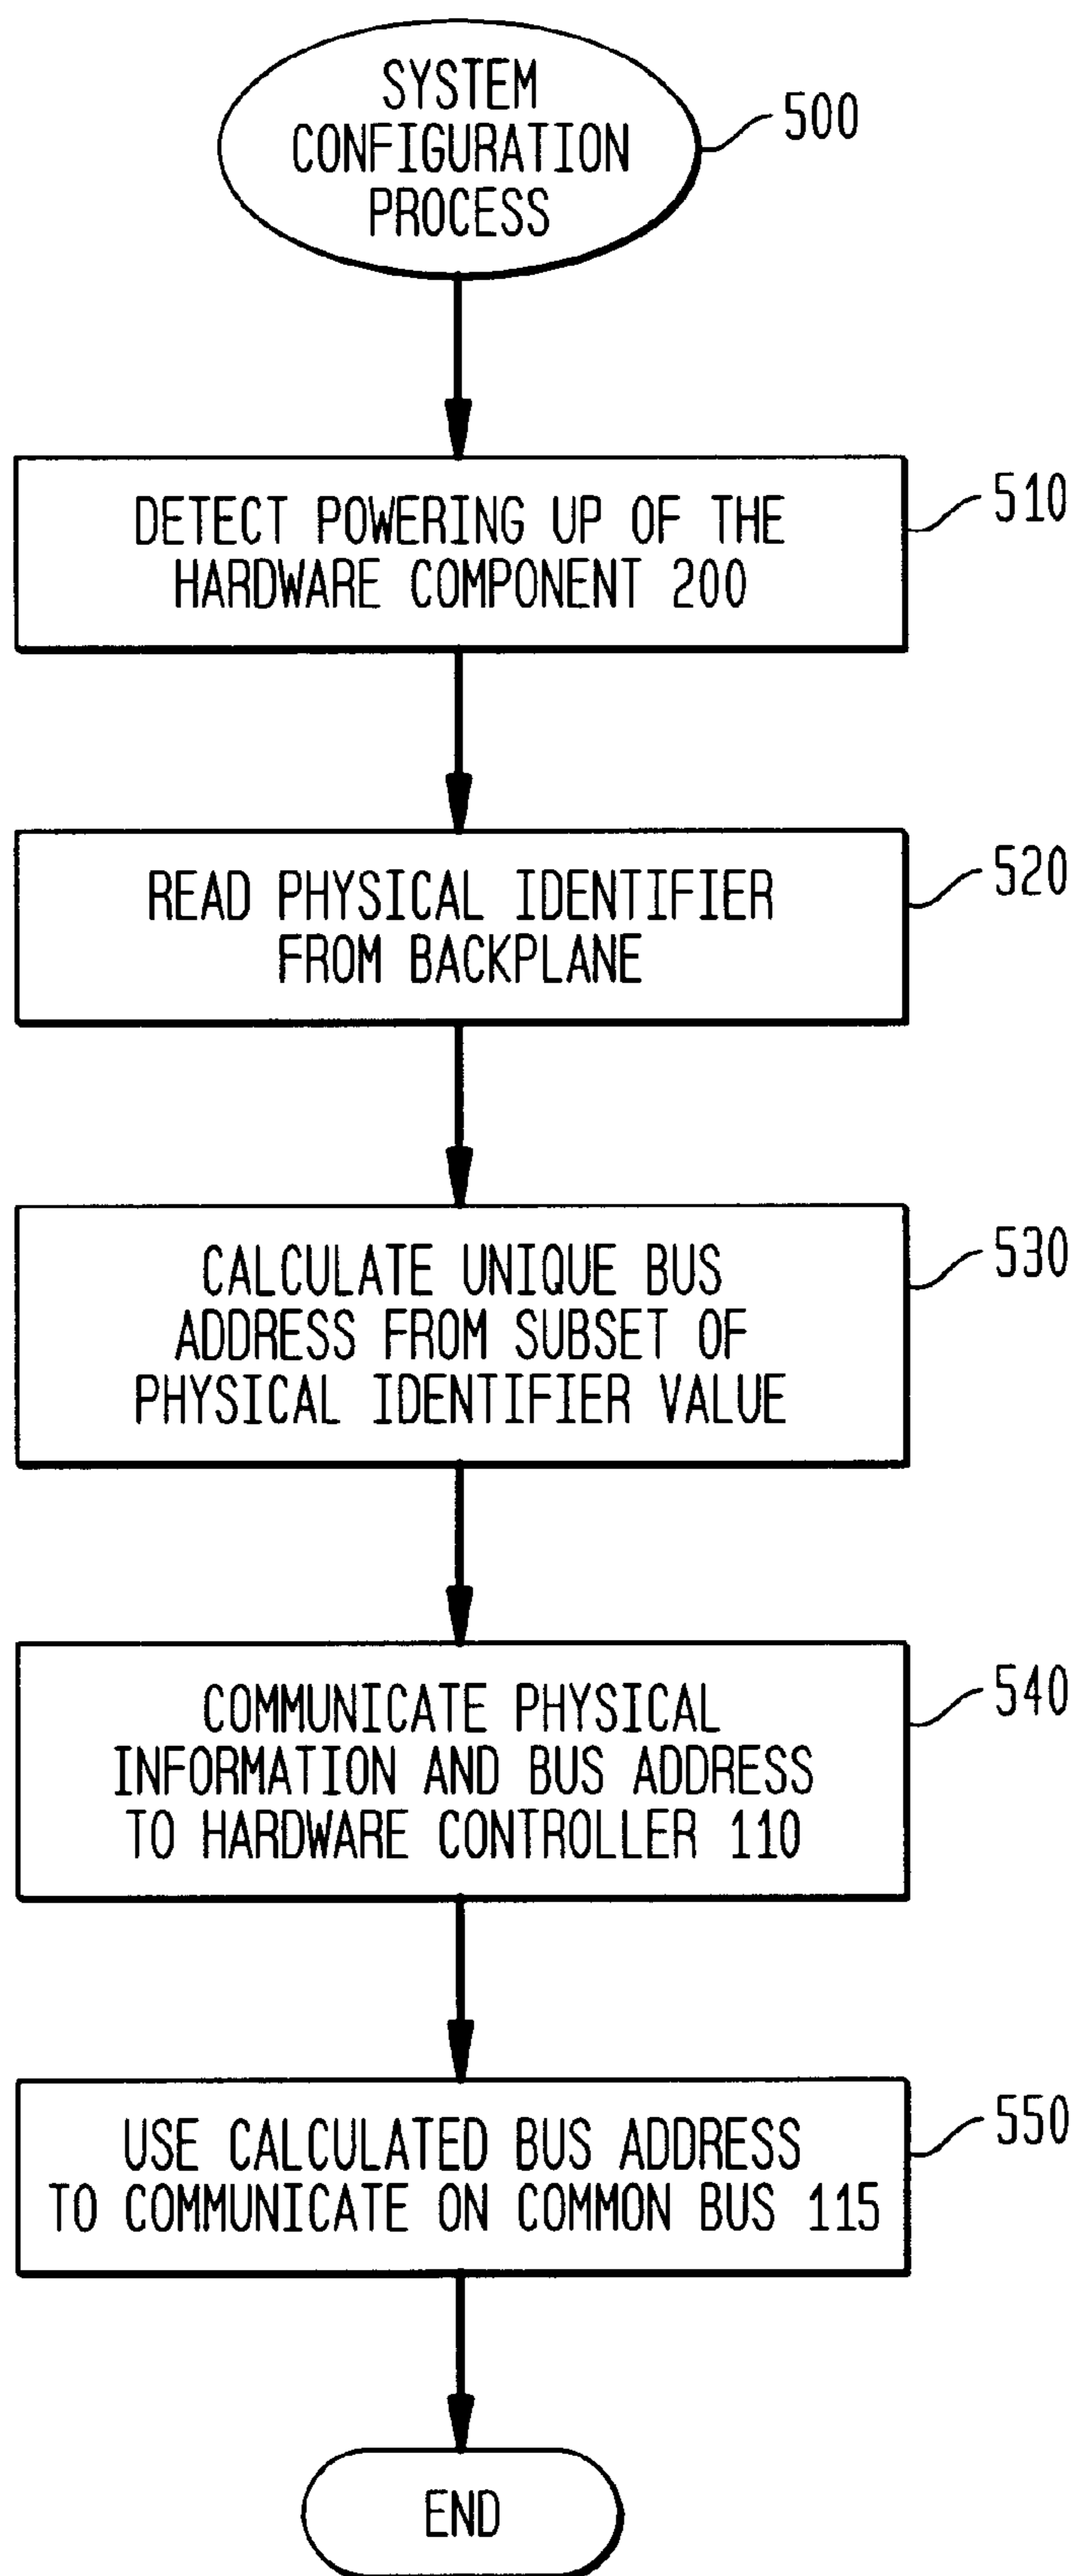 SYSTEM
CONFIGURATION
PROCESS
500
DETECT POWERING UP OF THE
HARDWARE COMPONENT 200
510
READ PHYSICAL IDENTIFIER
FROM BACKPLANE
520
CALCULATE UNIQUE BUS
ADDRESS FROM SUBSET OF
PHYSICAL IDENTIFIER VALUE
530
COMMUNICATE PHYSICAL
INFORMATION AND BUS ADDRESS
TO HARDWARE CONTROLLER 110
540
USE CALCULATED BUS ADDRESS
TO COMMUNICATE ON COMMON BUS 115
550
END